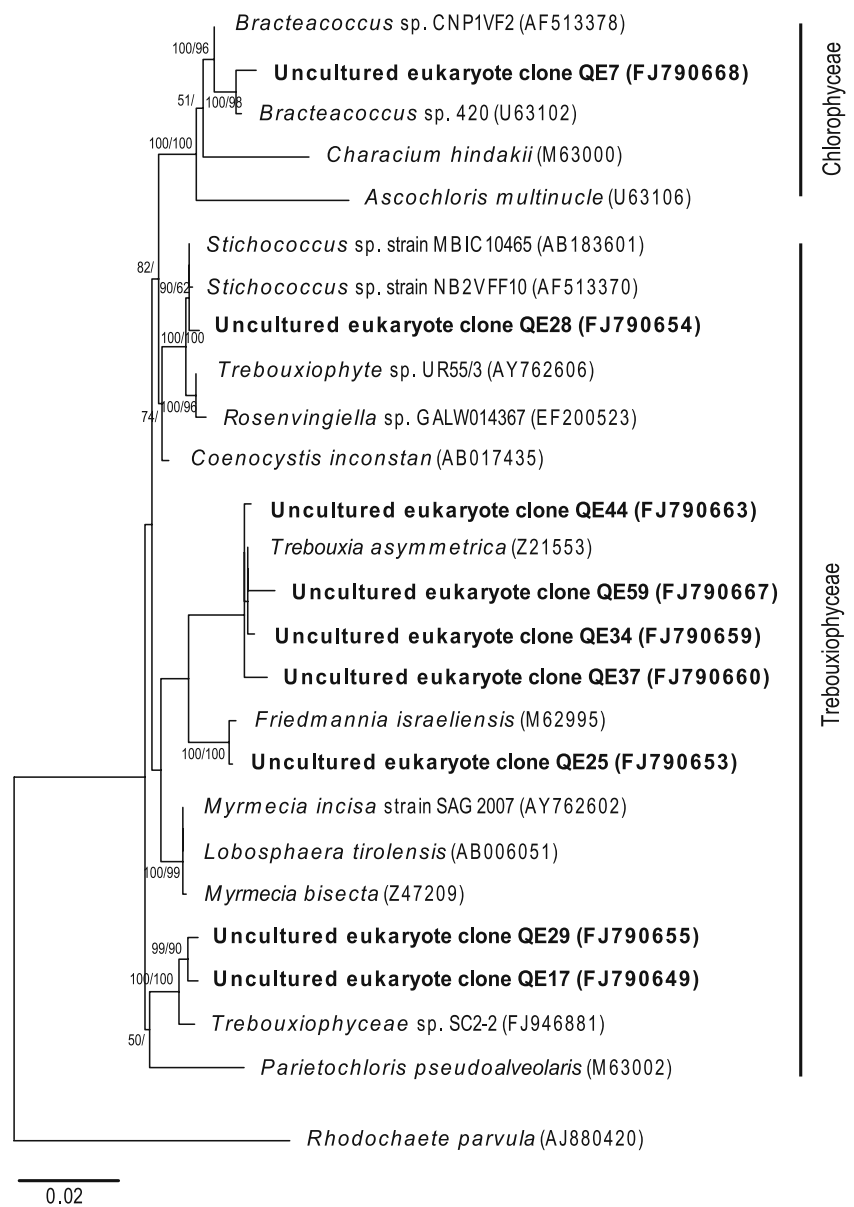 Bracteacoccus sp. CNP1VF2 (AF513378)
100/96
Uncultured eukaryote clone QE7 (FJ790668)
51/
100/98
Bracteacoccus sp. 420 (U63102)
100/100
Characium hindakii (M63000)
Ascochloris multinucle (U63106)
Chlorophyceae
Stichococcus sp. strain MBIC10465 (AB183601)
82/
90/62
Stichococcus sp. strain NB2VFF10 (AF513370)
Uncultured eukaryote clone QE28 (FJ790654)
100/100
Trebouxiophyte sp. UR55/3 (AY762606)
100/96
74/
Rosenvingiella sp. GALW014367 (EF200523)
Coenocystis inconstan (AB017435)
Uncultured eukaryote clone QE44 (FJ790663)
Trebouxia asymmetrica (Z21553)
Uncultured eukaryote clone QE59 (FJ790667)
Uncultured eukaryote clone QE34 (FJ790659)
Uncultured eukaryote clone QE37 (FJ790660)
Trebouxiophyceae
Friedmannia israeliensis (M62995)
100/100
Uncultured eukaryote clone QE25 (FJ790653)
Myrmecia incisa strain SAG 2007 (AY762602)
Lobosphaera tirolensis (AB006051)
100/99
Myrmecia bisecta (Z47209)
Uncultured eukaryote clone QE29 (FJ790655)
99/90
100/100
Uncultured eukaryote clone QE17 (FJ790649)
Trebouxiophyceae sp. SC2-2 (FJ946881)
50/
Parietochloris pseudoalveolaris (M63002)
Rhodochaete parvula (AJ880420)
0.02